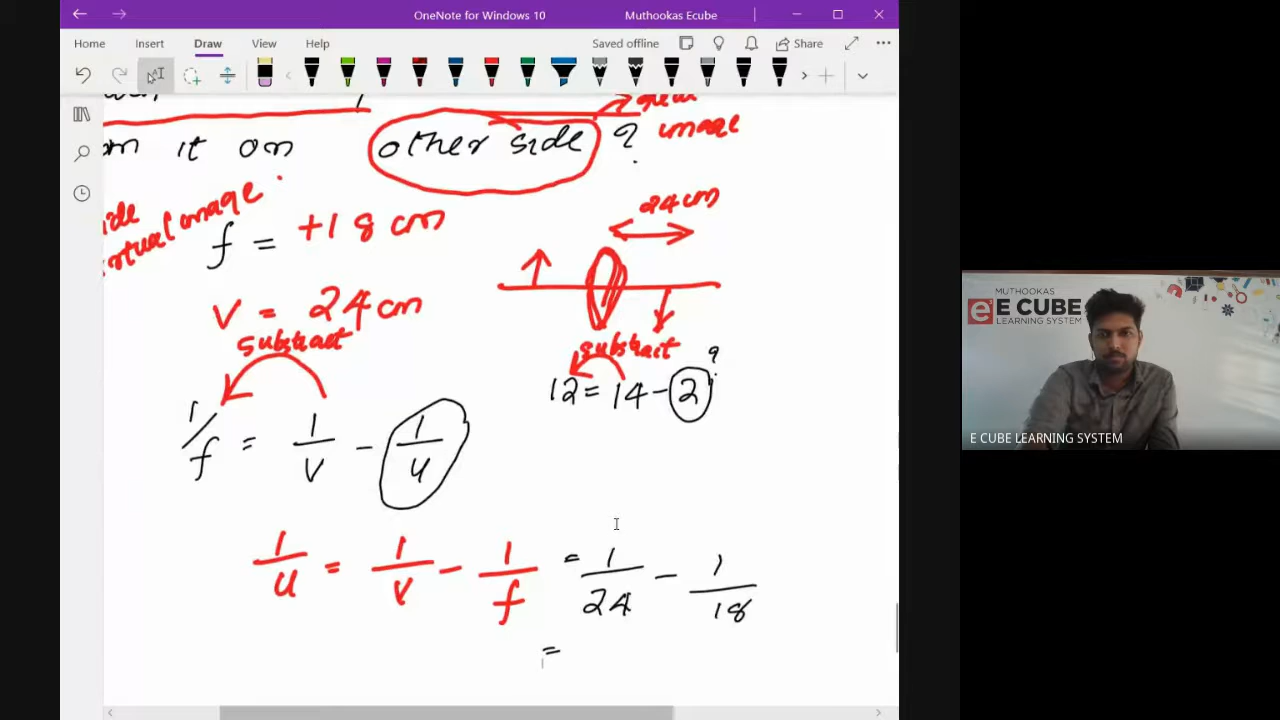 OneNote for Windows 10
Muthookas Ecube
Home Insert Draw View Help
Saved offline
Share
it on other side ?
image
virtual image
f = +18 cm
24 cm
v = 24 cm
substract
substract
?
12 = 14 - 2
1/f = 1/v - 1/u
1/u = 1/v - 1/f = 1/24 - 1/18
=
MUTHOOKAS
E CUBE
LEARNING SYSTEM
E CUBE LEARNING SYSTEM